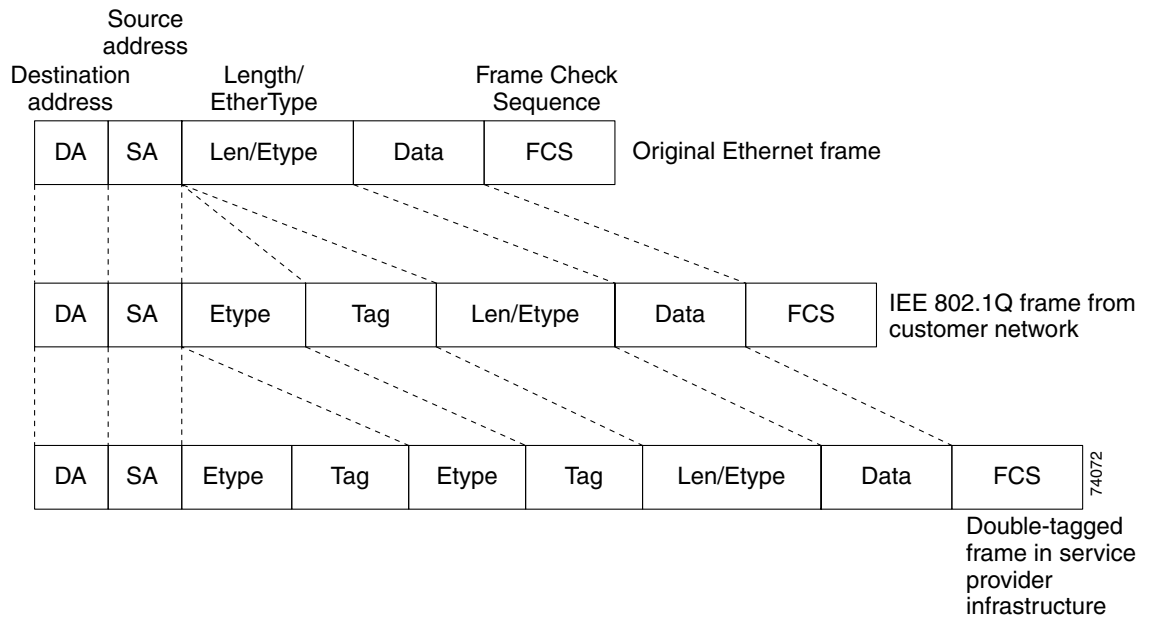 Source
address
Destination
address
Length/
EtherType
Frame Check
Sequence
DA SA Len/Etype Data FCS Original Ethernet frame
DA SA Etype Tag Len/Etype Data FCS
IEE 802.1Q frame from
customer network
DA SA Etype Tag Etype Tag Len/Etype Data FCS
74072
Double-tagged
frame in service
provider
infrastructure